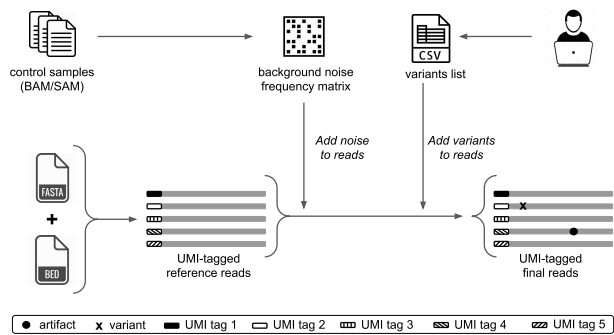 control samples
(BAM/SAM)
background noise
frequency matrix
CSV
variants list
Add noise
to reads
Add variants
to reads
FASTA
+
BED
UMI-tagged
reference reads
x
UMI-tagged
final reads
artifact x variant UMI tag 1 UMI tag 2 UMI tag 3 UMI tag 4 UMI tag 5